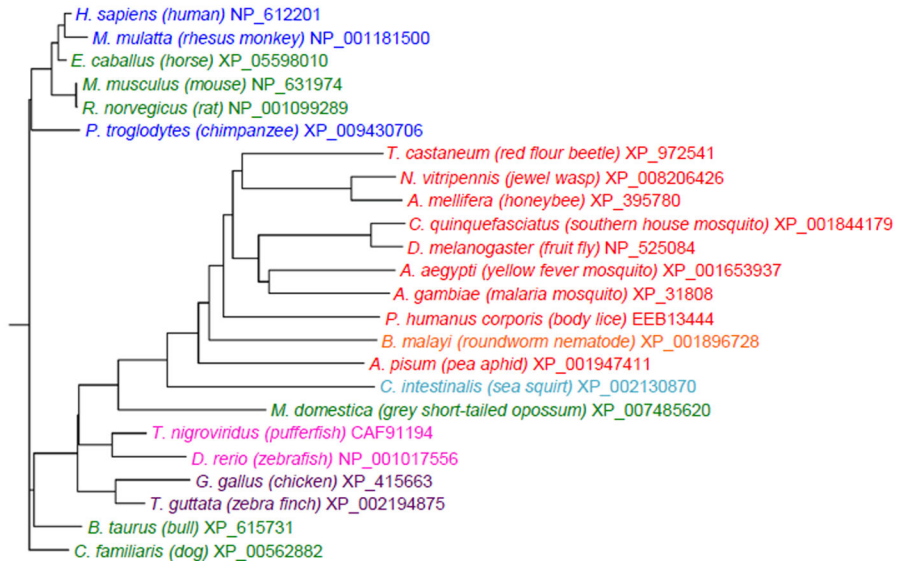 H. sapiens (human) NP_612201
M. mulatta (rhesus monkey) NP_001181500
E. caballus (horse) XP_05598010
M. musculus (mouse) NP_631974
R. norvegicus (rat) NP_001099289
P. troglodytes (chimpanzee) XP_009430706
T. castaneum (red flour beetle) XP_972541
N. vitripennis (jewel wasp) XP_008206426
A. mellifera (honeybee) XP_395780
C. quinquefasciatus (southern house mosquito) XP_001844179
D. melanogaster (fruit fly) NP_525084
A. aegypti (yellow fever mosquito) XP_001653937
A. gambiae (malaria mosquito) XP_31808
P. humanus corporis (body lice) EEB13444
B. malayi (roundworm nematode) XP_001896728
A. pisum (pea aphid) XP_001947411
C. intestinalis (sea squirt) XP_002130870
M. domestica (grey short-tailed opossum) XP_007485620
T. nigroviridus (pufferfish) CAF91194
D. rerio (zebrafish) NP_001017556
G. gallus (chicken) XP_415663
T. guttata (zebra finch) XP_002194875
B. taurus (bull) XP_615731
C. familiaris (dog) XP_00562882